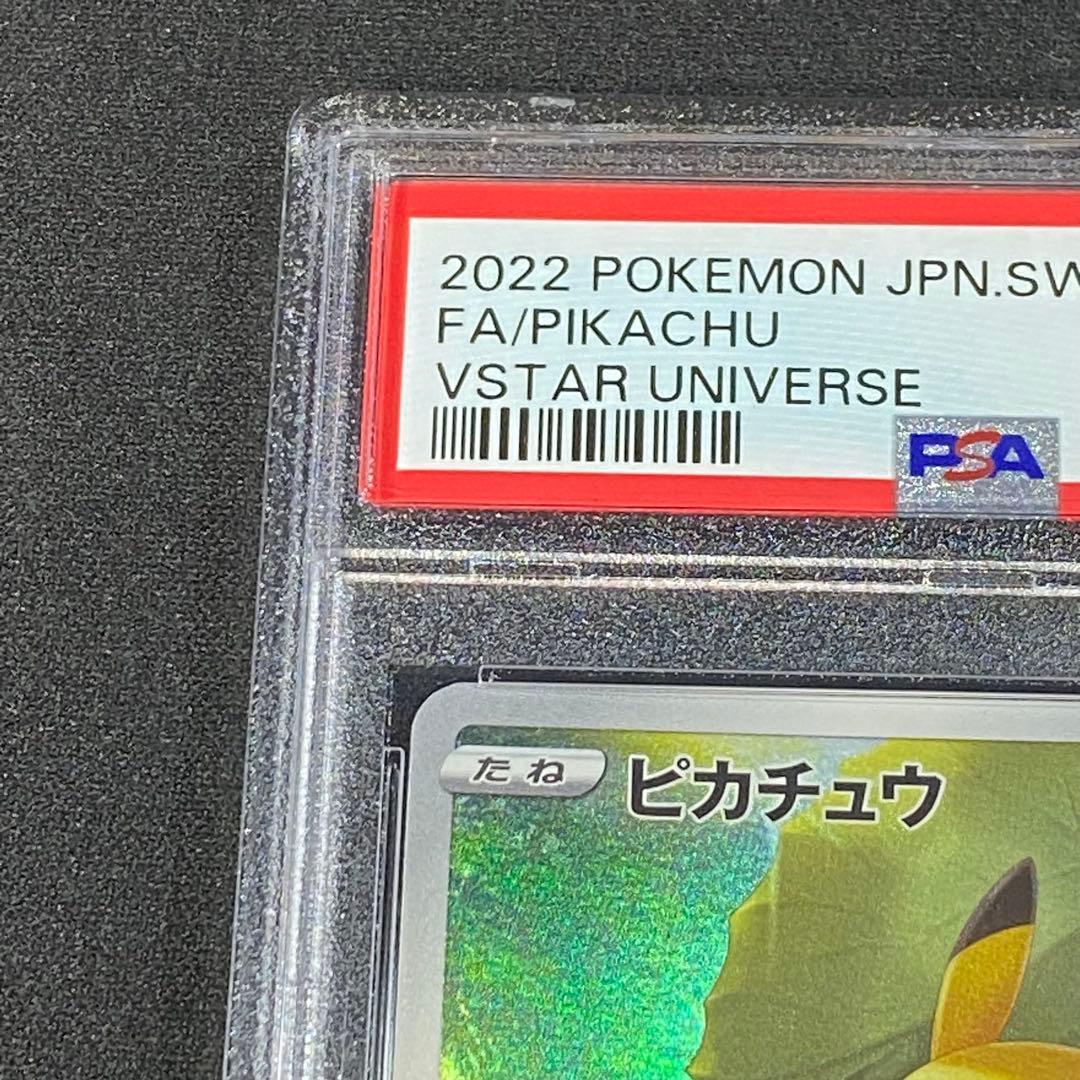 2022 POKEMON JPN.SW
FA/PIKACHU
VSTAR UNIVERSE
PSA
たね ピカチュウ